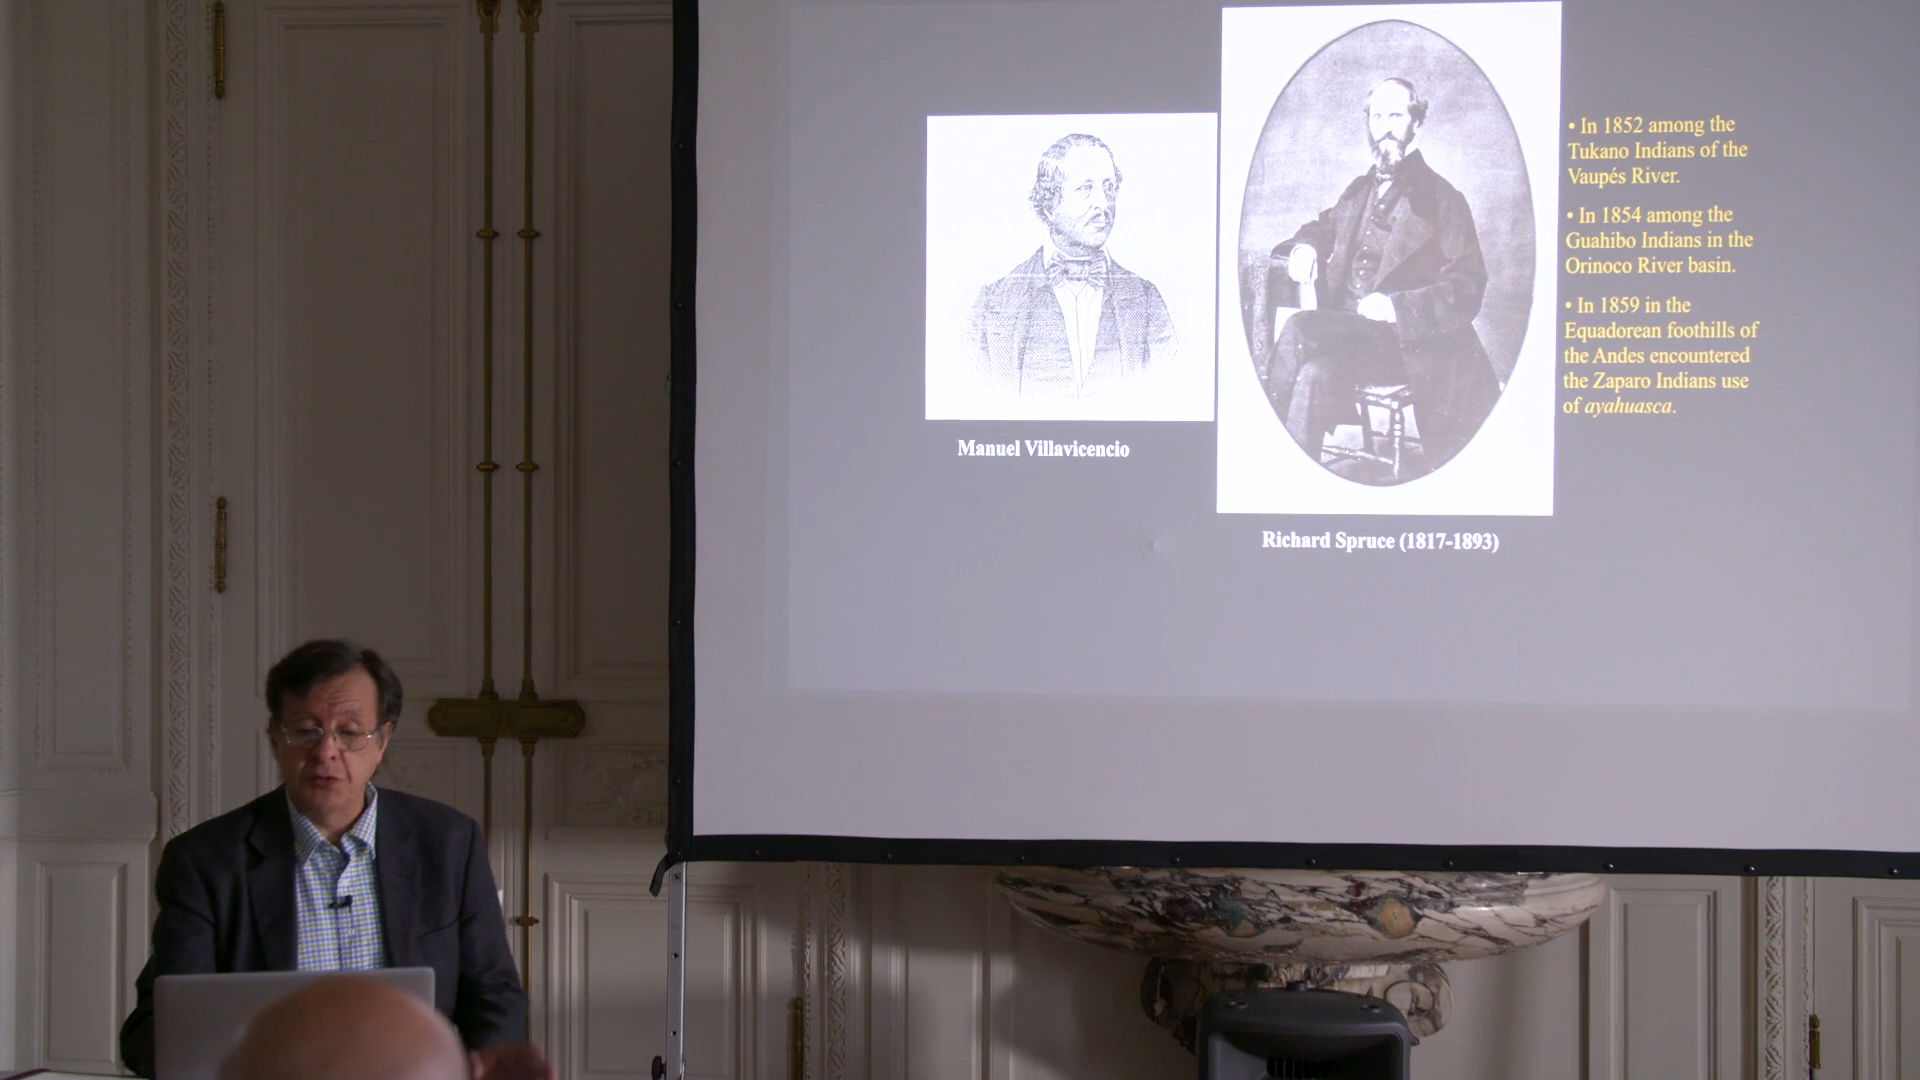 Manuel Villavicencio
Richard Spruce (1817-1893)
• In 1852 among the
Tukano Indians of the
Vaupés River.
• In 1854 among the
Guahibo Indians in the
Orinoco River basin.
• In 1859 in the
Equadorean foothills of
the Andes encountered
the Zaparo Indians use
of ayahuasca.